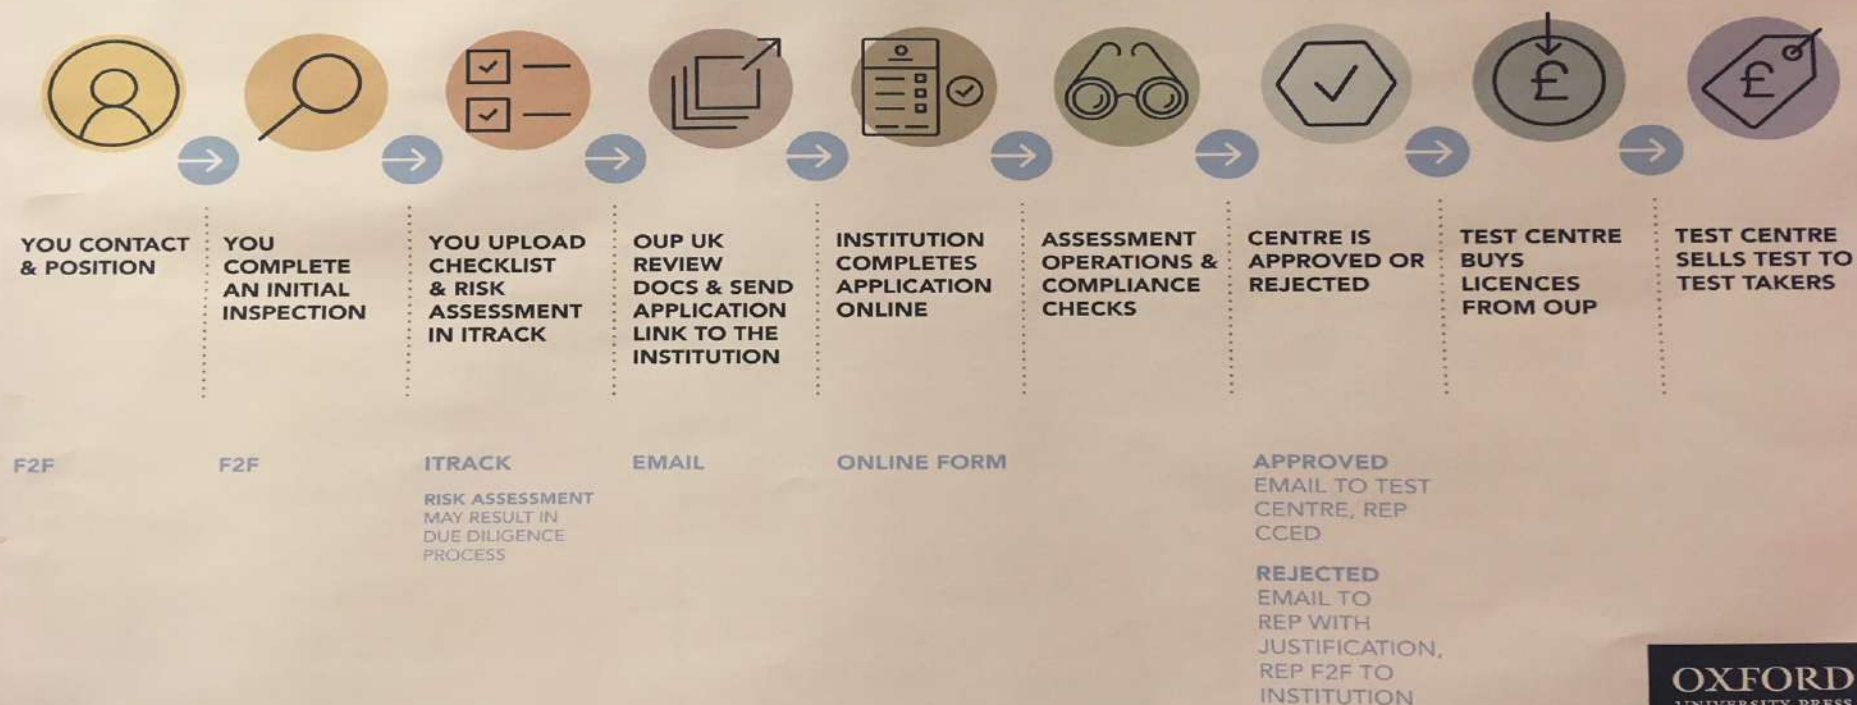 YOU CONTACT
& POSITION
YOU
COMPLETE
AN INITIAL
INSPECTION
YOU UPLOAD
CHECKLIST
& RISK
ASSESSMENT
IN ITRACK
OUP UK
REVIEW
DOCS & SEND
APPLICATION
LINK TO THE
INSTITUTION
INSTITUTION
COMPLETES
APPLICATION
ONLINE
ASSESSMENT
OPERATIONS &
COMPLIANCE
CHECKS
CENTRE IS
APPROVED OR
REJECTED
TEST CENTRE
BUYS
LICENCES
FROM OUP
TEST CENTRE
SELLS TEST TO
TEST TAKERS
F2F
F2F
ITRACK
RISK ASSESSMENT
MAY RESULT IN
DUE DILIGENCE
PROCESS
EMAIL
ONLINE FORM
APPROVED
EMAIL TO TEST
CENTRE, REP
CCED
REJECTED
EMAIL TO
REP WITH
JUSTIFICATION,
REP F2F TO
INSTITUTION
£
£
OXFORD
UNIVERSITY PRESS